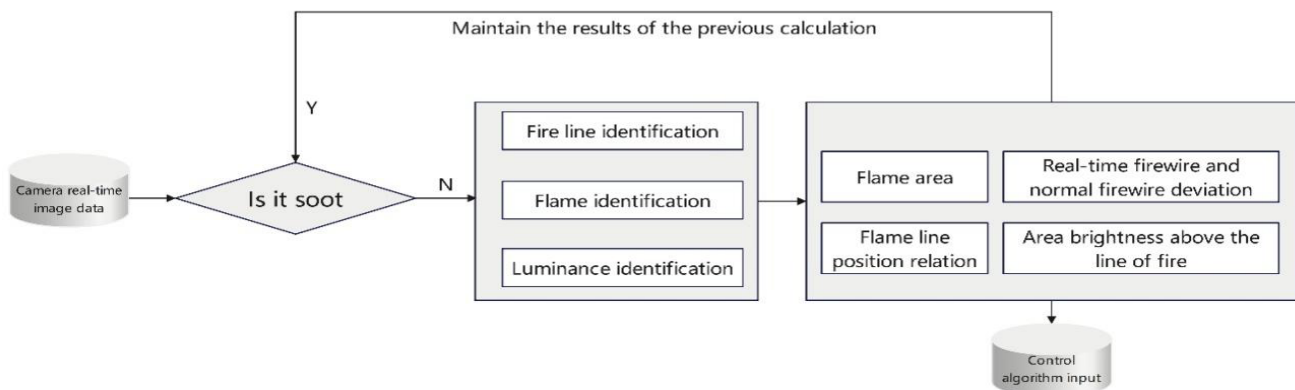 Maintain the results of the previous calculation
Y
Camera real-time
image data
Is it soot
N
Fire line identification
Flame identification
Luminance identification
Flame area
Real-time firewire and
normal firewire deviation
Flame line
position relation
Area brightness above the
line of fire
Control
algorithm input